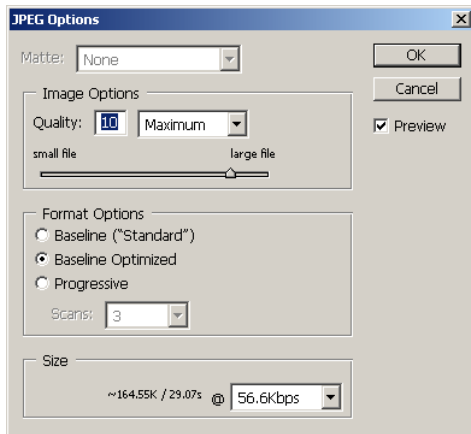 JPEG Options
Matte: None
OK
Cancel
Preview
Image Options
Quality: 10 Maximum
small file large file
Format Options
Baseline ("Standard")
Baseline Optimized
Progressive
Scans: 3
Size
~164.55K / 29.07s @ 56.6Kbps